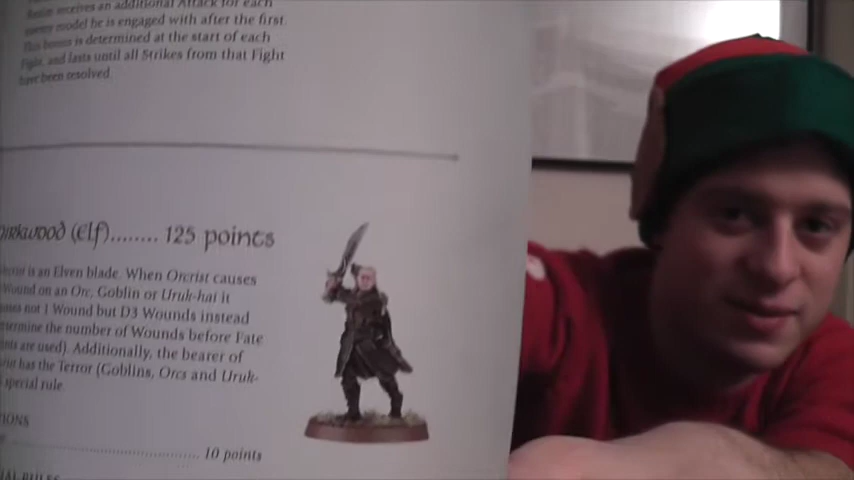 Realm receives an additional Attack for each
enemy model he is engaged with after the first
This bonus is determined at the start of each
Fight, and lasts until all Strikes from that Fight
have been resolved.
(Elf)........ 125 points
is an Elven blade. When Orcrist causes
Wound on an Orc, Goblin or Uruk-hai it
not 1 Wound but D3 Wounds instead
the number of Wounds before Fate
are used). Additionally, the bearer of
has the Terror (Goblins, Orcs and Uruk-
special rule.
10 points